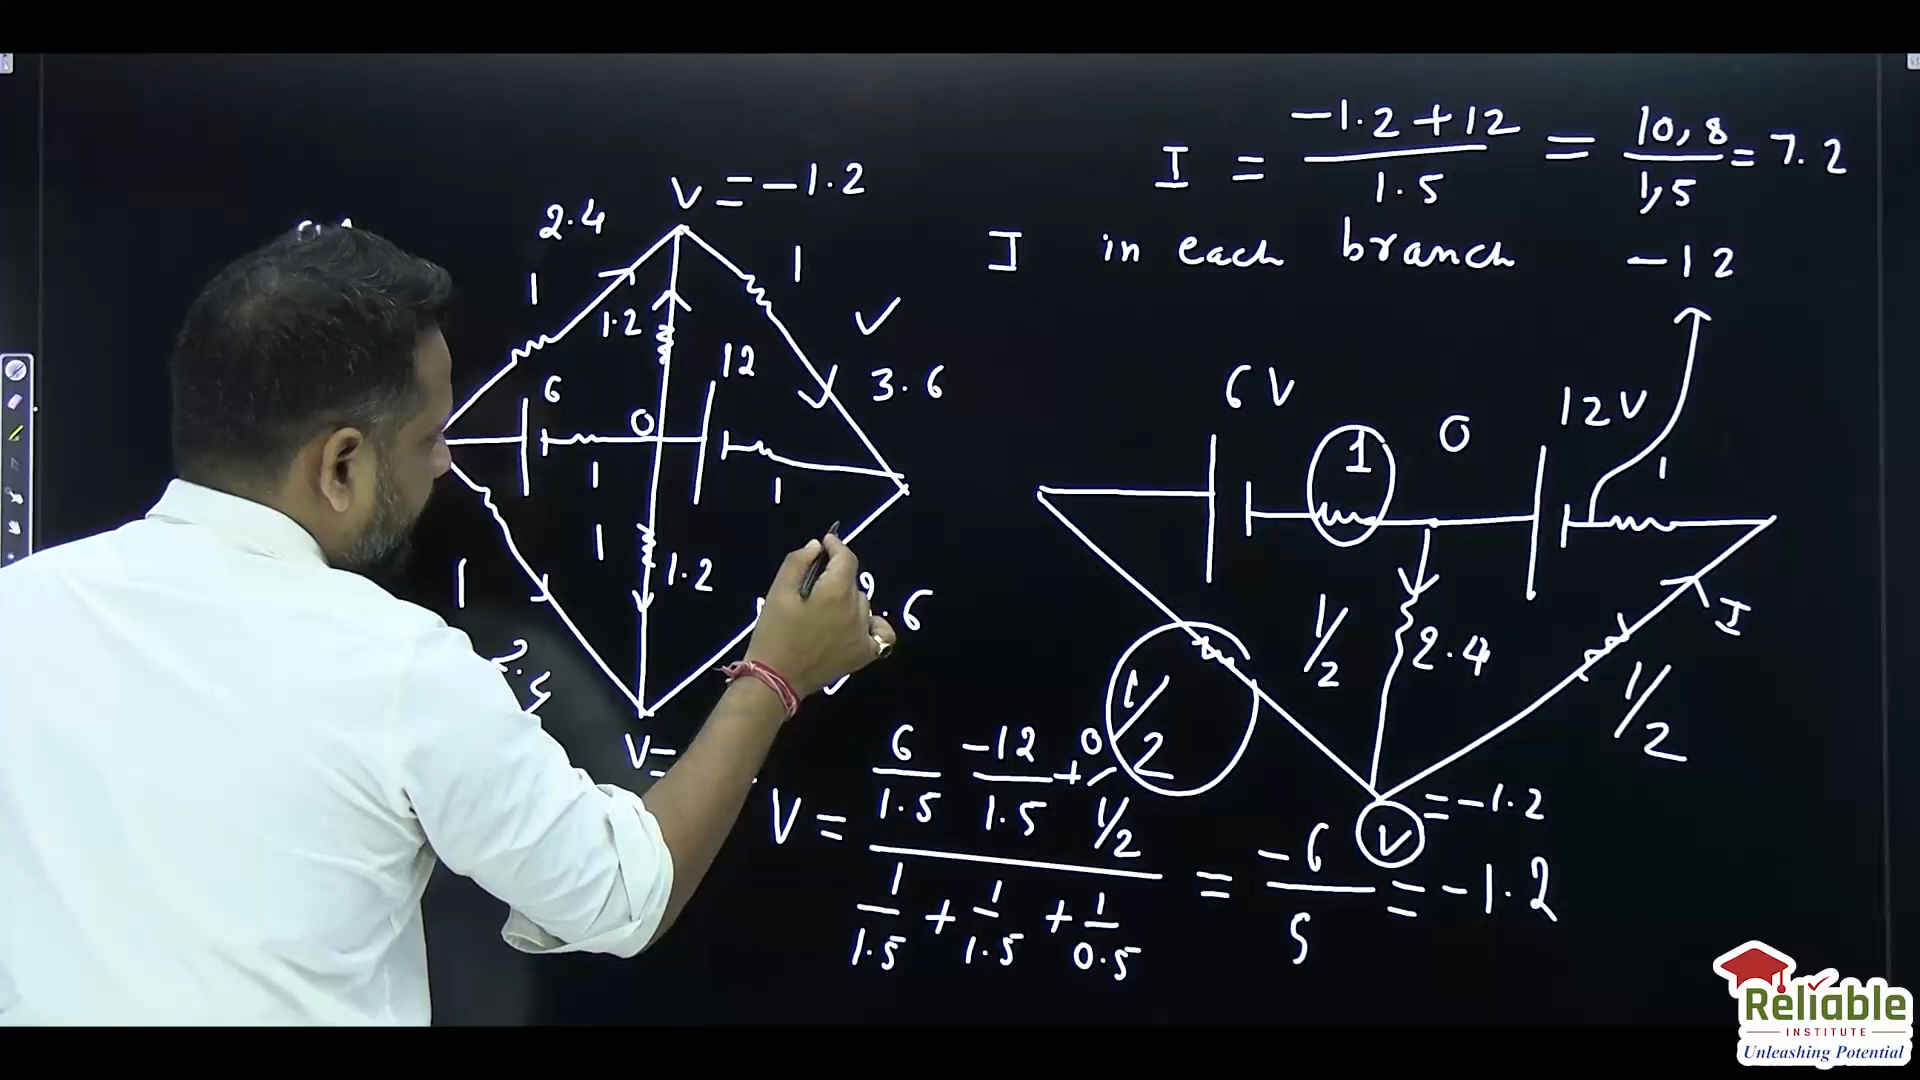 I = -1.2 + 12 / 1.5 = 10,8 / 1,5 = 7.2
I in each branch
-12
V = -1.2
2.4
1
1
1.2
3.6
6
0
12
1
1
1
1.2
1
.6
V =
6V
1
0
12V
1
I
1/2
2.4
1/2
1/2
V = -1.2
V = 6/1.5 -12/1.5 + 0/1/2 / 1/1.5 + 1/1.5 + 1/0.5 = -6/5 = -1.2
Reliable
INSTITUTE
Unleashing Potential